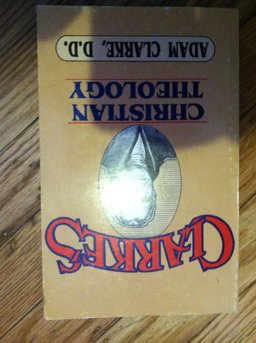 CLARKE'S
CHRISTIAN
THEOLOGY
ADAM CLARKE, D.D.